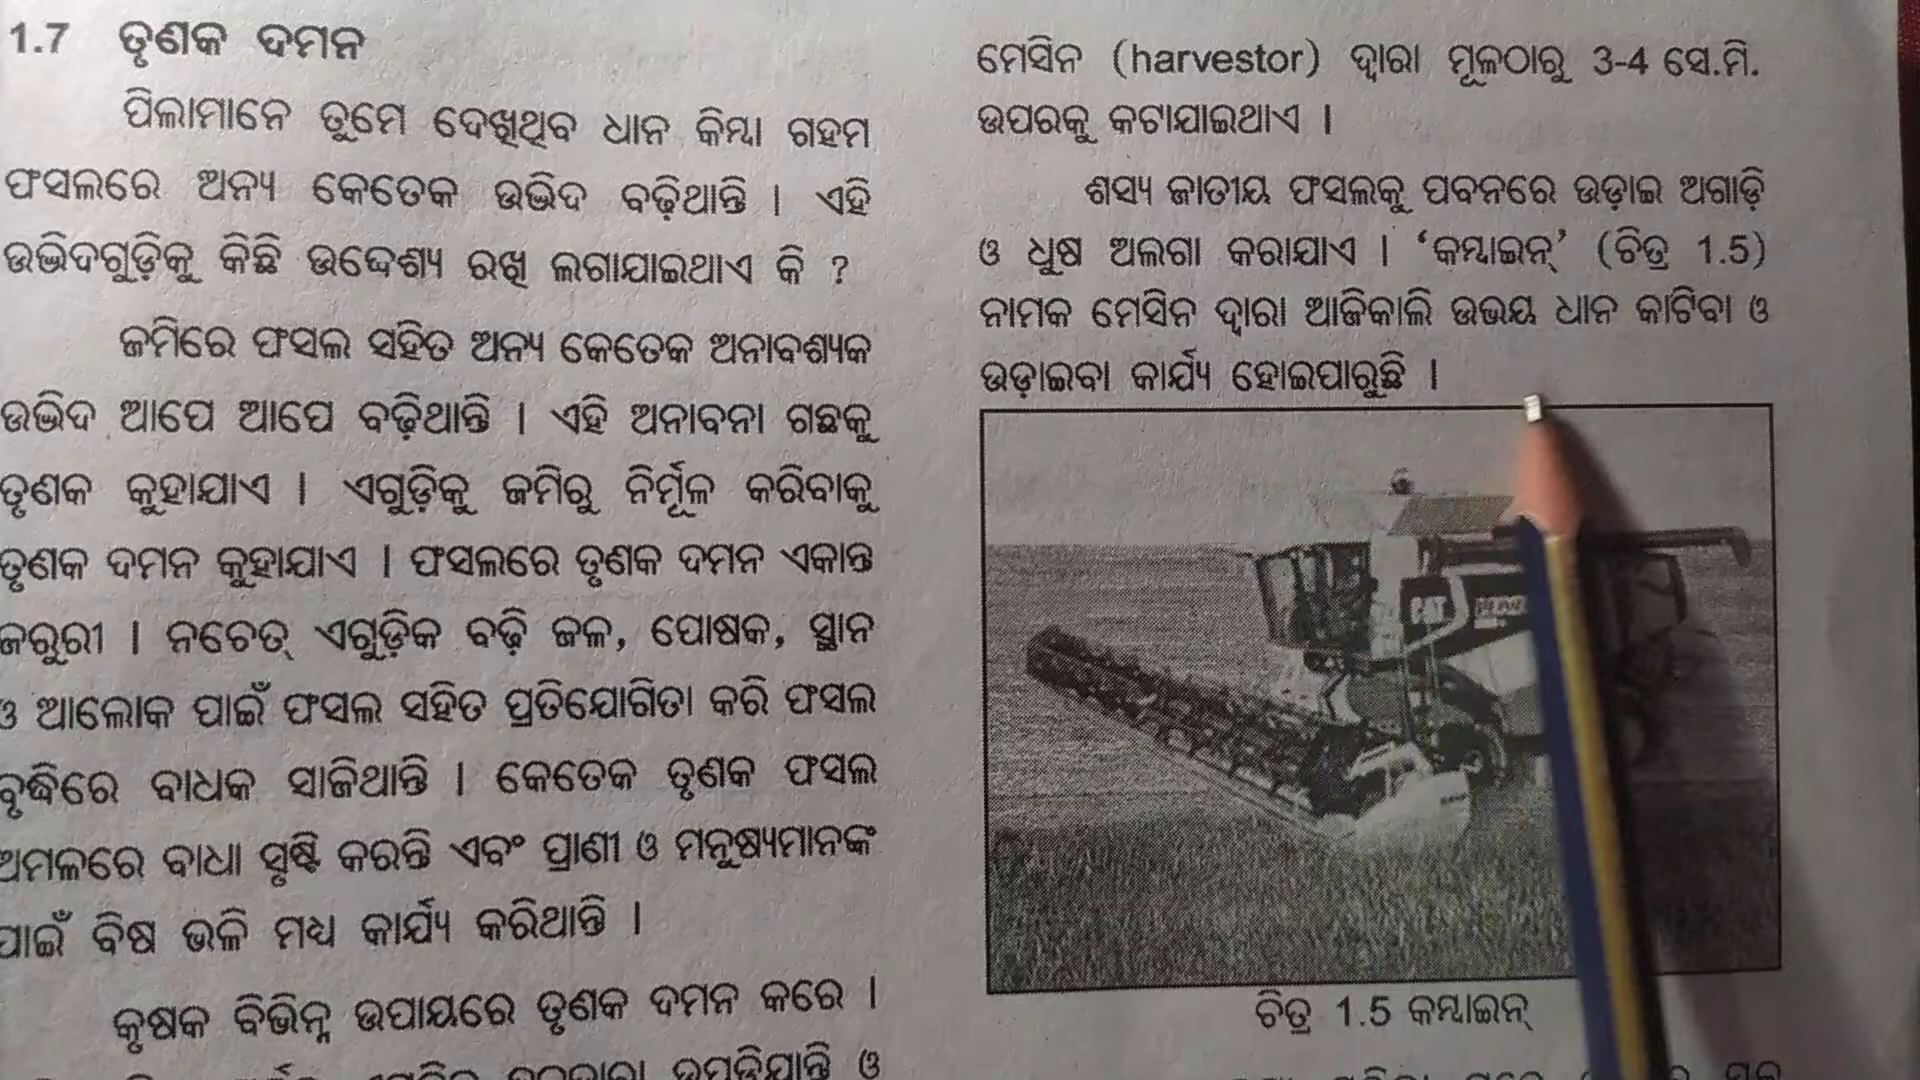 1.7 ତୃଣକ ଦମନ
ପିଲାମାନେ ତୁମେ ଦେଖିଥିବ ଧାନ କିମ୍ବା ଗହମ
ଫସଲରେ ଅନ୍ୟ କେତେକ ଉଦ୍ଭିଦ ବଢ଼ିଥାନ୍ତି । ଏହି
ଉଦ୍ଭିଦଗୁଡ଼ିକୁ କିଛି ଉଦ୍ଦେଶ୍ୟ ରଖି ଲଗାଯାଇଥାଏ କି ?
ଜମିରେ ଫସଲ ସହିତ ଅନ୍ୟ କେତେକ ଅନାବଶ୍ୟକ
ଉଦ୍ଭିଦ ଆପେ ଆପେ ବଢ଼ିଥାନ୍ତି । ଏହି ଅନାବନା ଗଛକୁ
ତୃଣକ କୁହାଯାଏ । ଏଗୁଡ଼ିକୁ ଜମିରୁ ନିର୍ମୂଳ କରିବାକୁ
ତୃଣକ ଦମନ କୁହାଯାଏ । ଫସଲରେ ତୃଣକ ଦମନ ଏକାନ୍ତ
ଜରୁରୀ । ନଚେତ୍ ଏଗୁଡ଼ିକ ବଢ଼ି ଜଳ, ପୋଷକ, ସ୍ଥାନ
ଓ ଆଲୋକ ପାଇଁ ଫସଲ ସହିତ ପ୍ରତିଯୋଗିତା କରି ଫସଲ
ବୃଦ୍ଧିରେ ବାଧକ ସାଜିଥାନ୍ତି । କେତେକ ତୃଣକ ଫସଲ
ଅମଳରେ ବାଧା ସୃଷ୍ଟି କରନ୍ତି ଏବଂ ପ୍ରାଣୀ ଓ ମନୁଷ୍ୟମାନଙ୍କ
ପାଇଁ ବିଷ ଭଳି ମଧ୍ୟ କାର୍ଯ୍ୟ କରିଥାନ୍ତି ।
କୃଷକ ବିଭିନ୍ନ ଉପାୟରେ ତୃଣକ ଦମନ କରେ ।
ମେସିନ (harvestor) ଦ୍ୱାରା ମୂଳଠାରୁ 3-4 ସେ.ମି.
ଉପରକୁ କଟାଯାଇଥାଏ ।
ଶସ୍ୟ ଜାତୀୟ ଫସଲକୁ ପବନରେ ଉଡ଼ାଇ ଅଗାଡ଼ି
ଓ ଧୁଷ ଅଲଗା କରାଯାଏ । ‘କମ୍ବାଇନ୍’ (ଚିତ୍ର 1.5)
ନାମକ ମେସିନ ଦ୍ୱାରା ଆଜିକାଲି ଉଭୟ ଧାନ କାଟିବା ଓ
ଉଡ଼ାଇବା କାର୍ଯ୍ୟ ହୋଇପାରୁଛି ।
CAT
ଚିତ୍ର 1.5 କମ୍ବାଇନ୍